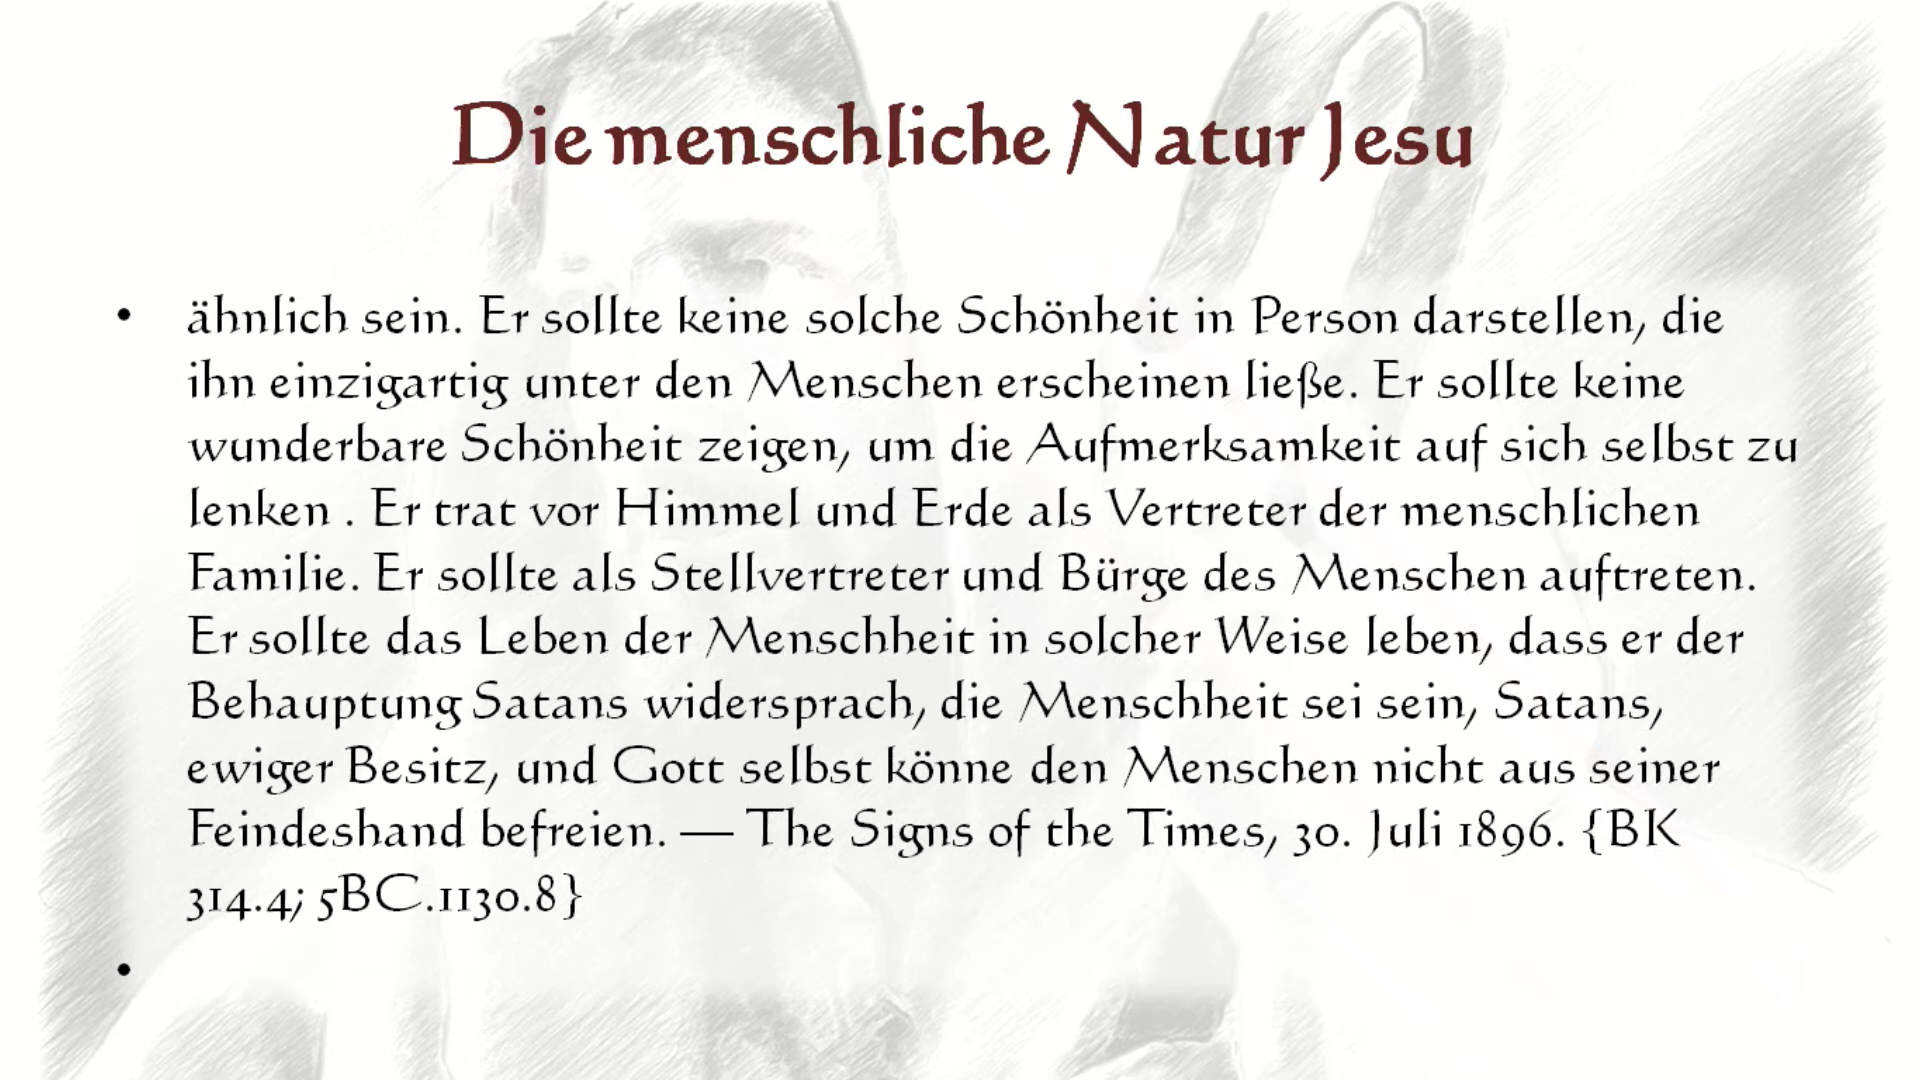 Die menschliche Natur Jesu
• ähnlich sein. Er sollte keine solche Schönheit in Person darstellen, die
ihn einzigartig unter den Menschen erscheinen ließe. Er sollte keine
wunderbare Schönheit zeigen, um die Aufmerksamkeit auf sich selbst zu
lenken . Er trat vor Himmel und Erde als Vertreter der menschlichen
Familie. Er sollte als Stellvertreter und Bürge des Menschen auftreten.
Er sollte das Leben der Menschheit in solcher Weise leben, dass er der
Behauptung Satans widersprach, die Menschheit sei sein, Satans,
ewiger Besitz, und Gott selbst könne den Menschen nicht aus seiner
Feindeshand befreien. — The Signs of the Times, 30. Juli 1896. {BK
314.4; 5BC.1130.8}
•